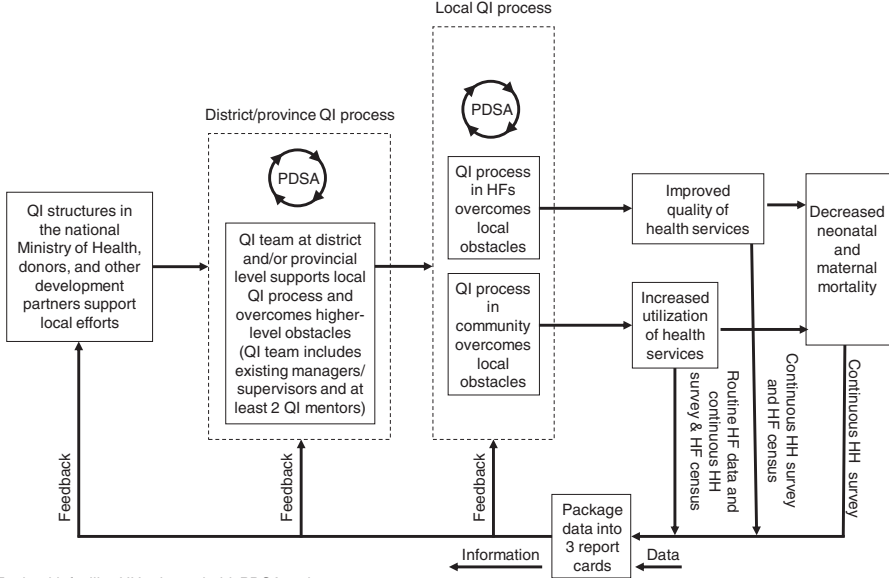 Local QI process
PDSA
District/province QI process
PDSA
QI structures in
the national
Ministry of Health,
donors, and other
development
partners support
local efforts
QI team at district
and/or provincial
level supports local
QI process and
overcomes higher-
level obstacles
(QI team includes
existing managers/
supervisors and at
least 2 QI mentors)
QI process
in HFs
overcomes
local
obstacles
QI process
in
community
overcomes
local
obstacles
Improved
quality of
health services
Increased
utilization
of health
services
Decreased
neonatal
and
maternal
mortality
Routine HF data and
continuous HH
survey & HF census
Continuous HH survey
and HF census
Continuous HH survey
Feedback
Feedback
Feedback
Package
data into
3 report
cards
Information
Data